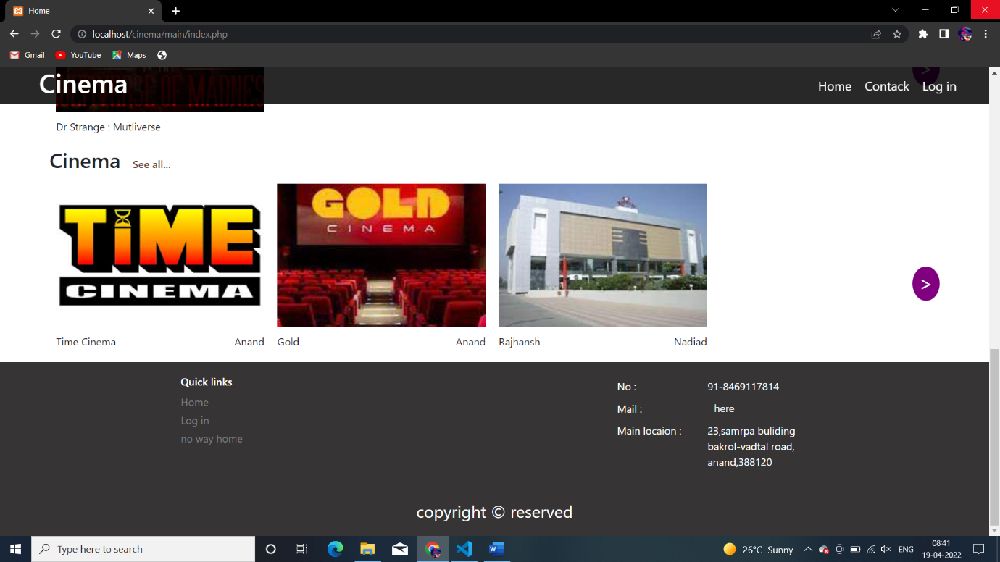 Home
localhost/cinema/main/index.php
Gmail YouTube Maps
Cinema Home Contack Log in
VERSE OF MADNES
Dr Strange : Mutliverse
Cinema See all...
TiME
CINEMA
GOLD
CINEMA
>
Time Cinema Anand Gold Anand Rajhansh Nadiad
Quick links
Home
Log in
no way home
No : 91-8469117814
Mail : here
Main locaion : 23,samrpa buliding
bakrol-vadtal road,
anand,388120
copyright © reserved
Type here to search
26°C Sunny
ENG
08:41
19-04-2022